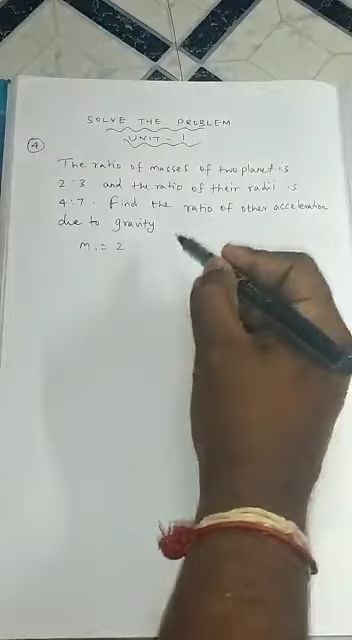 SOLVE THE PROBLEM
UNIT - 1
4
The ratio of masses of two planet is
2:3 and the ratio of their radii is
4:7. Find the ratio of other acceleration
due to gravity
m₁ = 2